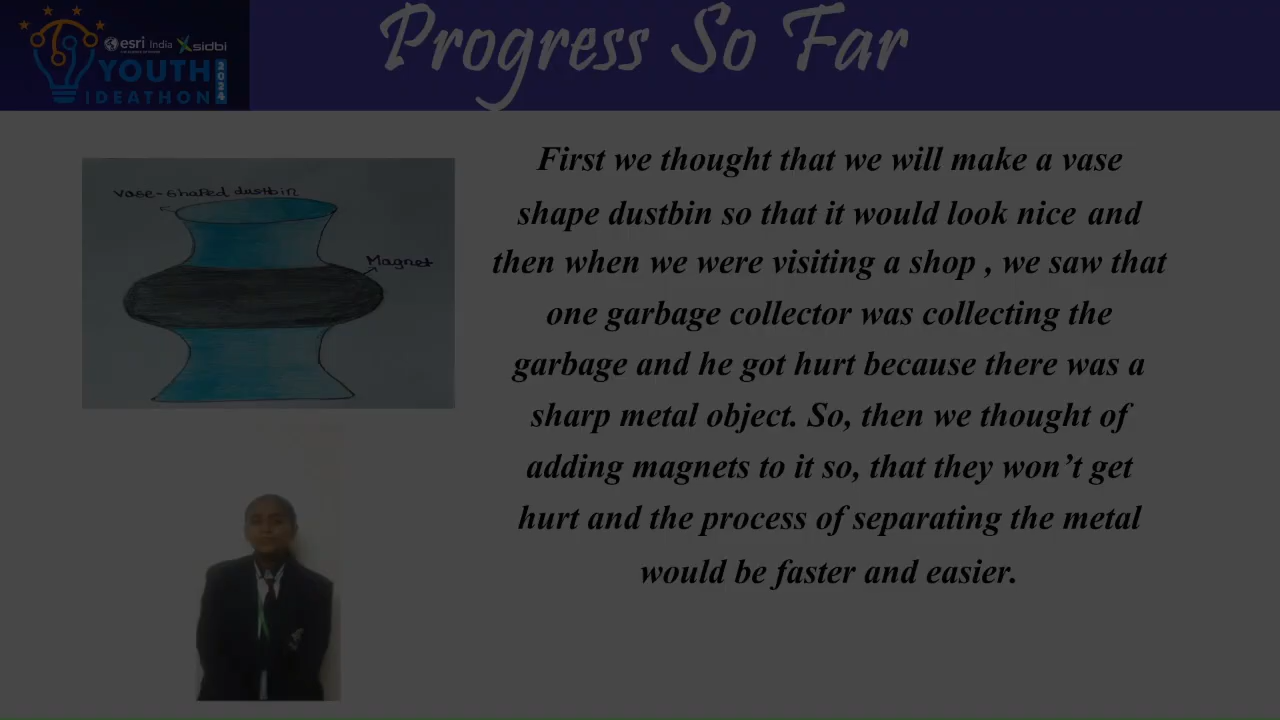 Progress So Far
esri India
sidbi
YOUTH
IDEATHON
2024
vase-shaped dustbin
Magnet
First we thought that we will make a vase
shape dustbin so that it would look nice and
then when we were visiting a shop , we saw that
one garbage collector was collecting the
garbage and he got hurt because there was a
sharp metal object. So, then we thought of
adding magnets to it so, that they won’t get
hurt and the process of separating the metal
would be faster and easier.